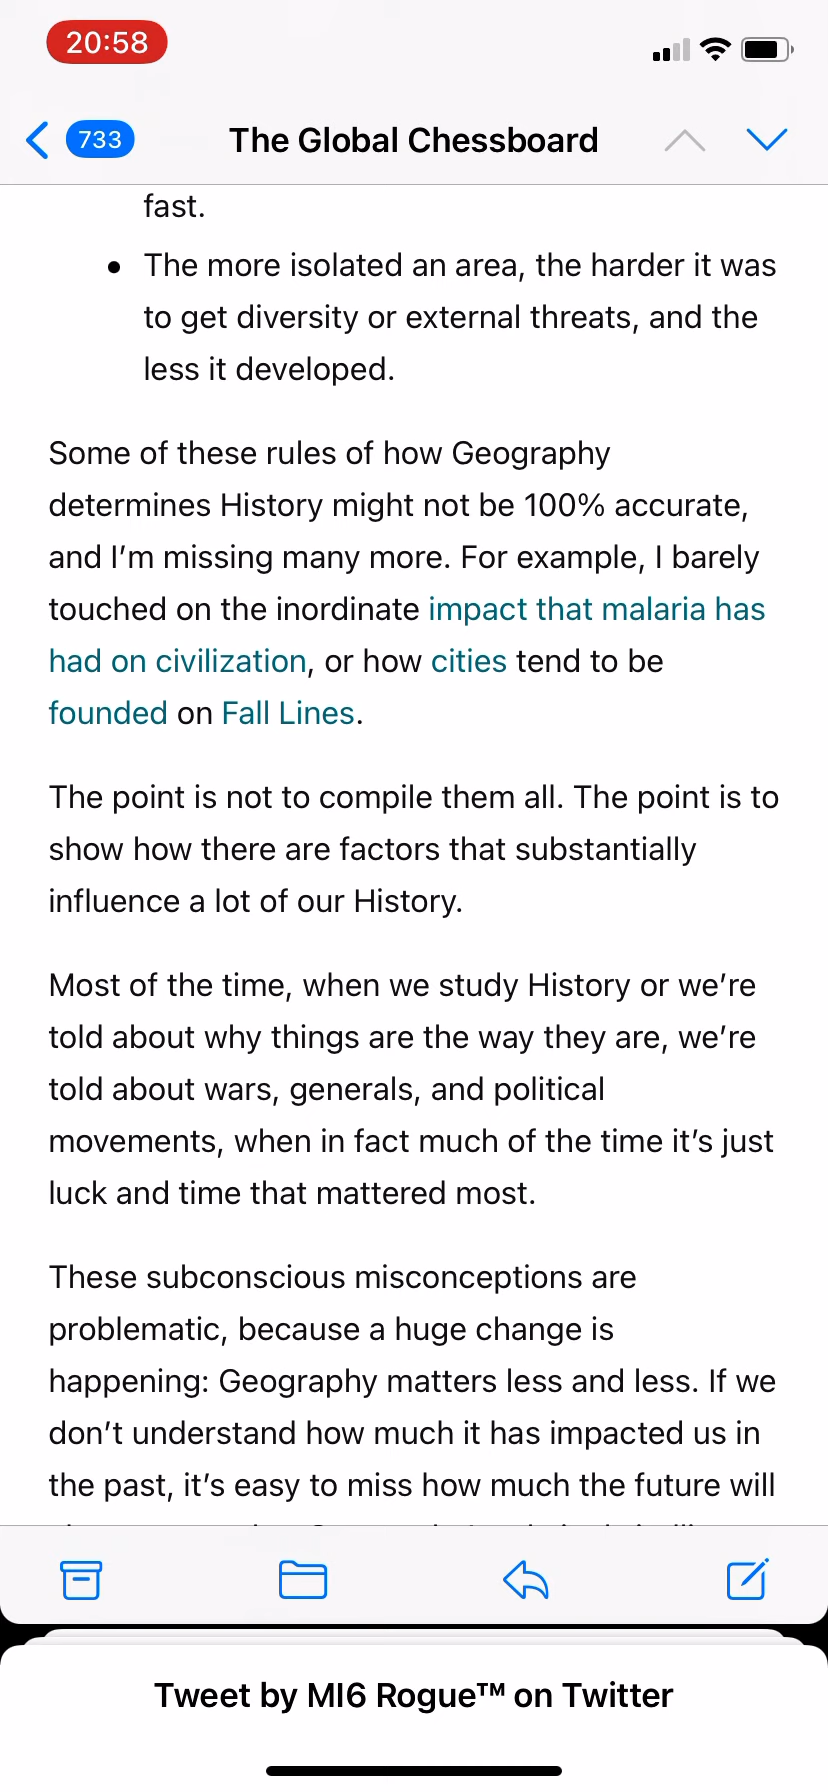 20:58
733
The Global Chessboard
fast.
• The more isolated an area, the harder it was
to get diversity or external threats, and the
less it developed.
Some of these rules of how Geography
determines History might not be 100% accurate,
and I’m missing many more. For example, I barely
touched on the inordinate impact that malaria has
had on civilization, or how cities tend to be
founded on Fall Lines.
The point is not to compile them all. The point is to
show how there are factors that substantially
influence a lot of our History.
Most of the time, when we study History or we’re
told about why things are the way they are, we’re
told about wars, generals, and political
movements, when in fact much of the time it’s just
luck and time that mattered most.
These subconscious misconceptions are
problematic, because a huge change is
happening: Geography matters less and less. If we
don’t understand how much it has impacted us in
the past, it’s easy to miss how much the future will
Tweet by MI6 Rogue™ on Twitter